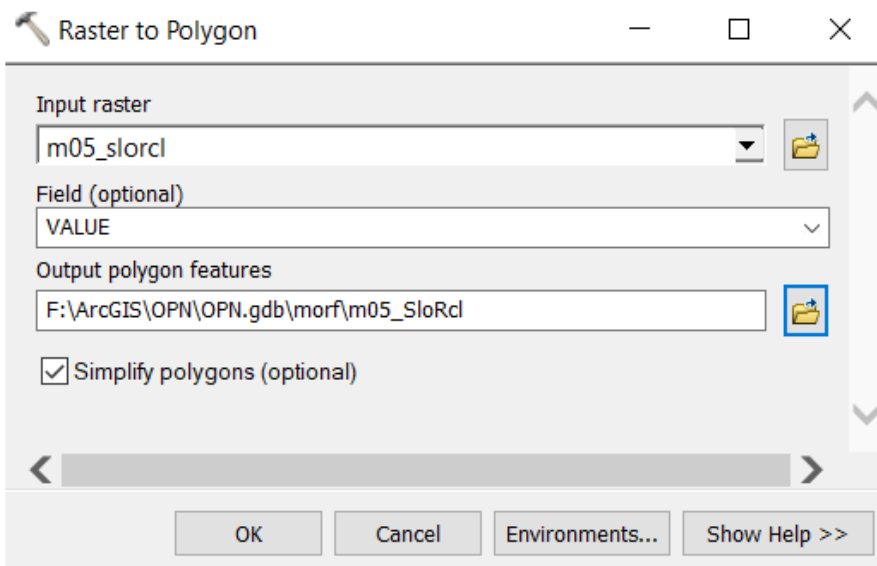 Raster to Polygon
Input raster
m05_slorcl
Field (optional)
VALUE
Output polygon features
F:\ArcGIS\OPN\OPN.gdb\morf\m05_SloRcl
Simplify polygons (optional)
OK Cancel Environments... Show Help >>